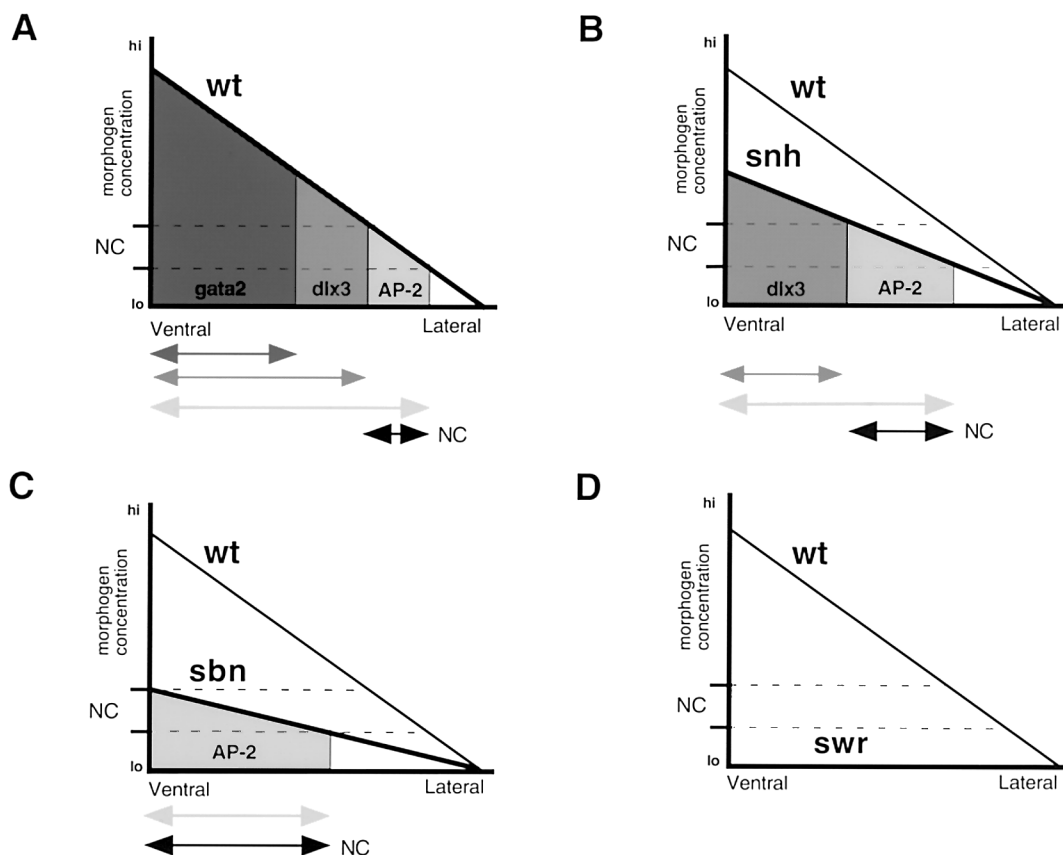 A
hi
wt
morphogen
concentration
NC
gata2
dlx3
AP-2
lo
Ventral
Lateral
NC
B
hi
wt
snh
morphogen
concentration
NC
dlx3
AP-2
lo
Ventral
Lateral
NC
C
hi
wt
morphogen
concentration
sbn
NC
AP-2
lo
Ventral
Lateral
NC
D
hi
wt
morphogen
concentration
NC
swr
lo
Ventral
Lateral